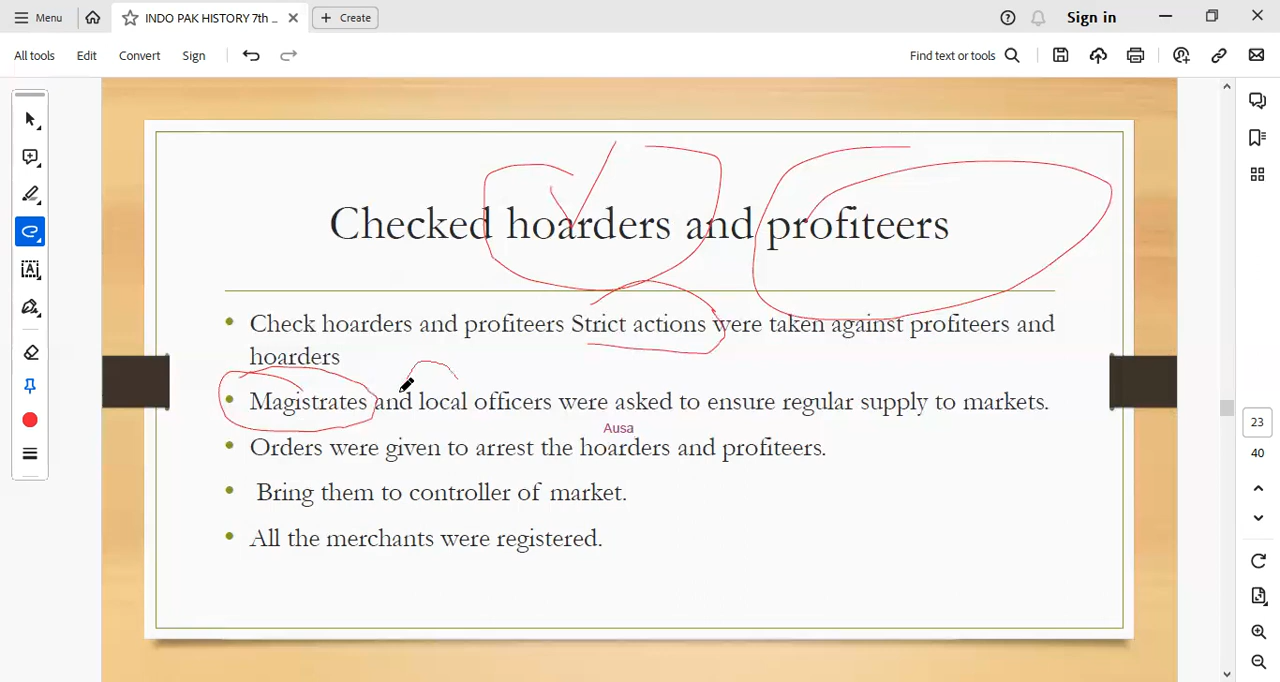 Menu
INDO PAK HISTORY 7th ...
Create
Sign in
All tools
Edit
Convert
Sign
Find text or tools
Checked hoarders and profiteers
• Check hoarders and profiteers Strict actions were taken against profiteers and
hoarders
• Magistrates and local officers were asked to ensure regular supply to markets.
Ausa
• Orders were given to arrest the hoarders and profiteers.
• Bring them to controller of market.
• All the merchants were registered.
23
40